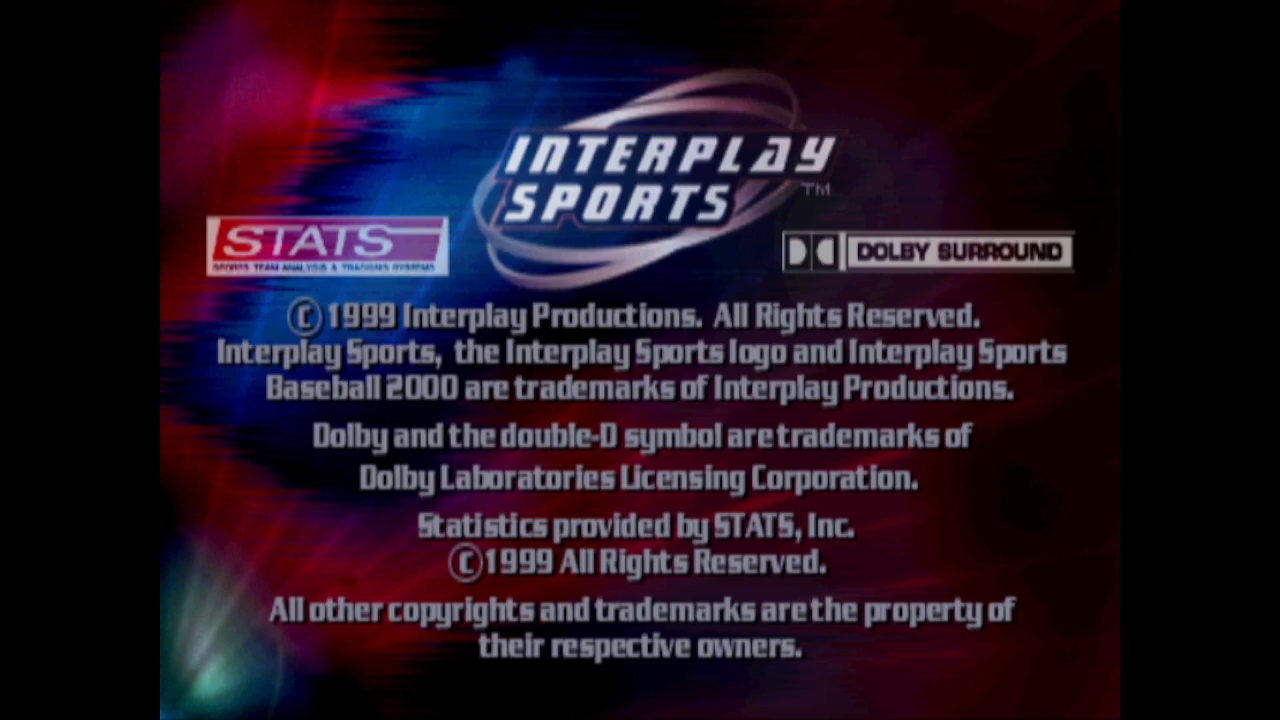 INTERPLAY
SPORTS
TM
STATS
SPORTS TEAM ANALYSIS & TRACKING SYSTEMS
DOLBY SURROUND
© 1999 Interplay Productions. All Rights Reserved.
Interplay Sports, the Interplay Sports logo and Interplay Sports
Baseball 2000 are trademarks of Interplay Productions.
Dolby and the double-D symbol are trademarks of
Dolby Laboratories Licensing Corporation.
Statistics provided by STATS, Inc.
© 1999 All Rights Reserved.
All other copyrights and trademarks are the property of
their respective owners.